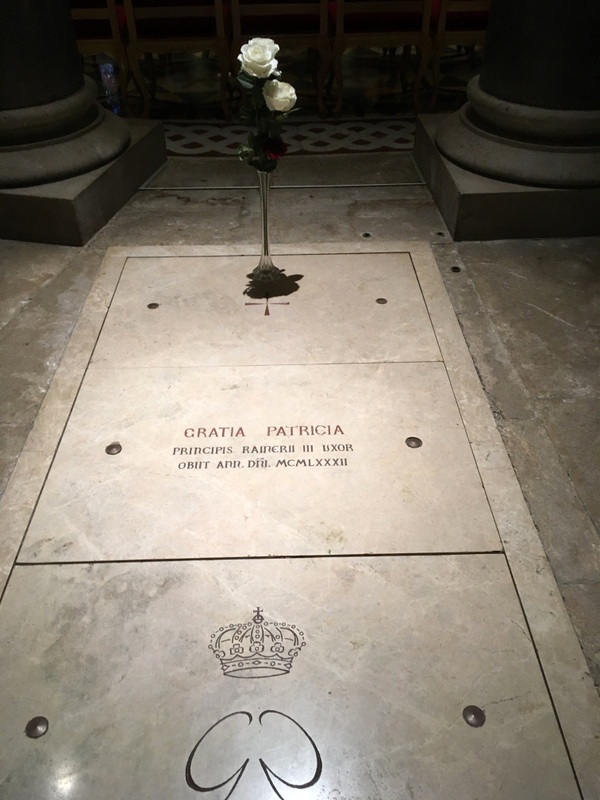 GRATIA PATRICIA
PRINCIPIS RAINERII III UXOR
OBIIT ANN. DNI. MCMLXXXII